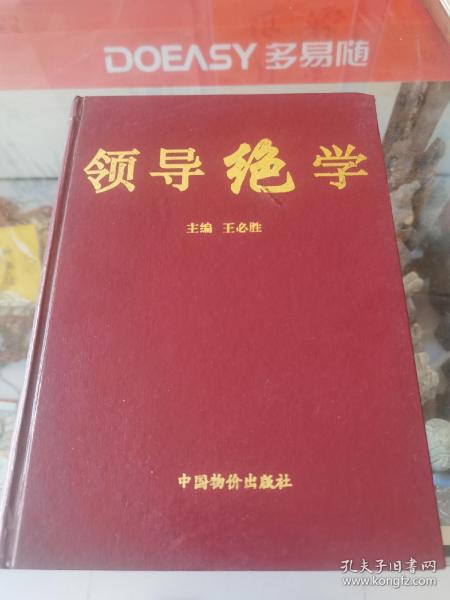 DOEASY 多易随
领导绝学
主编 王必胜
中国物价出版社
孔夫子旧书网
www.kongfz.com